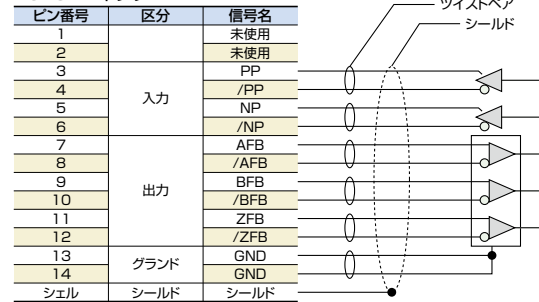 ツイストペア
シールド
ピン番号 区分 信号名
1 未使用
2 未使用
3 入力 PP
4 /PP
5 NP
6 /NP
7 出力 AFB
8 /AFB
9 BFB
10 /BFB
11 ZFB
12 /ZFB
13 グランド GND
14 GND
シェル シールド シールド